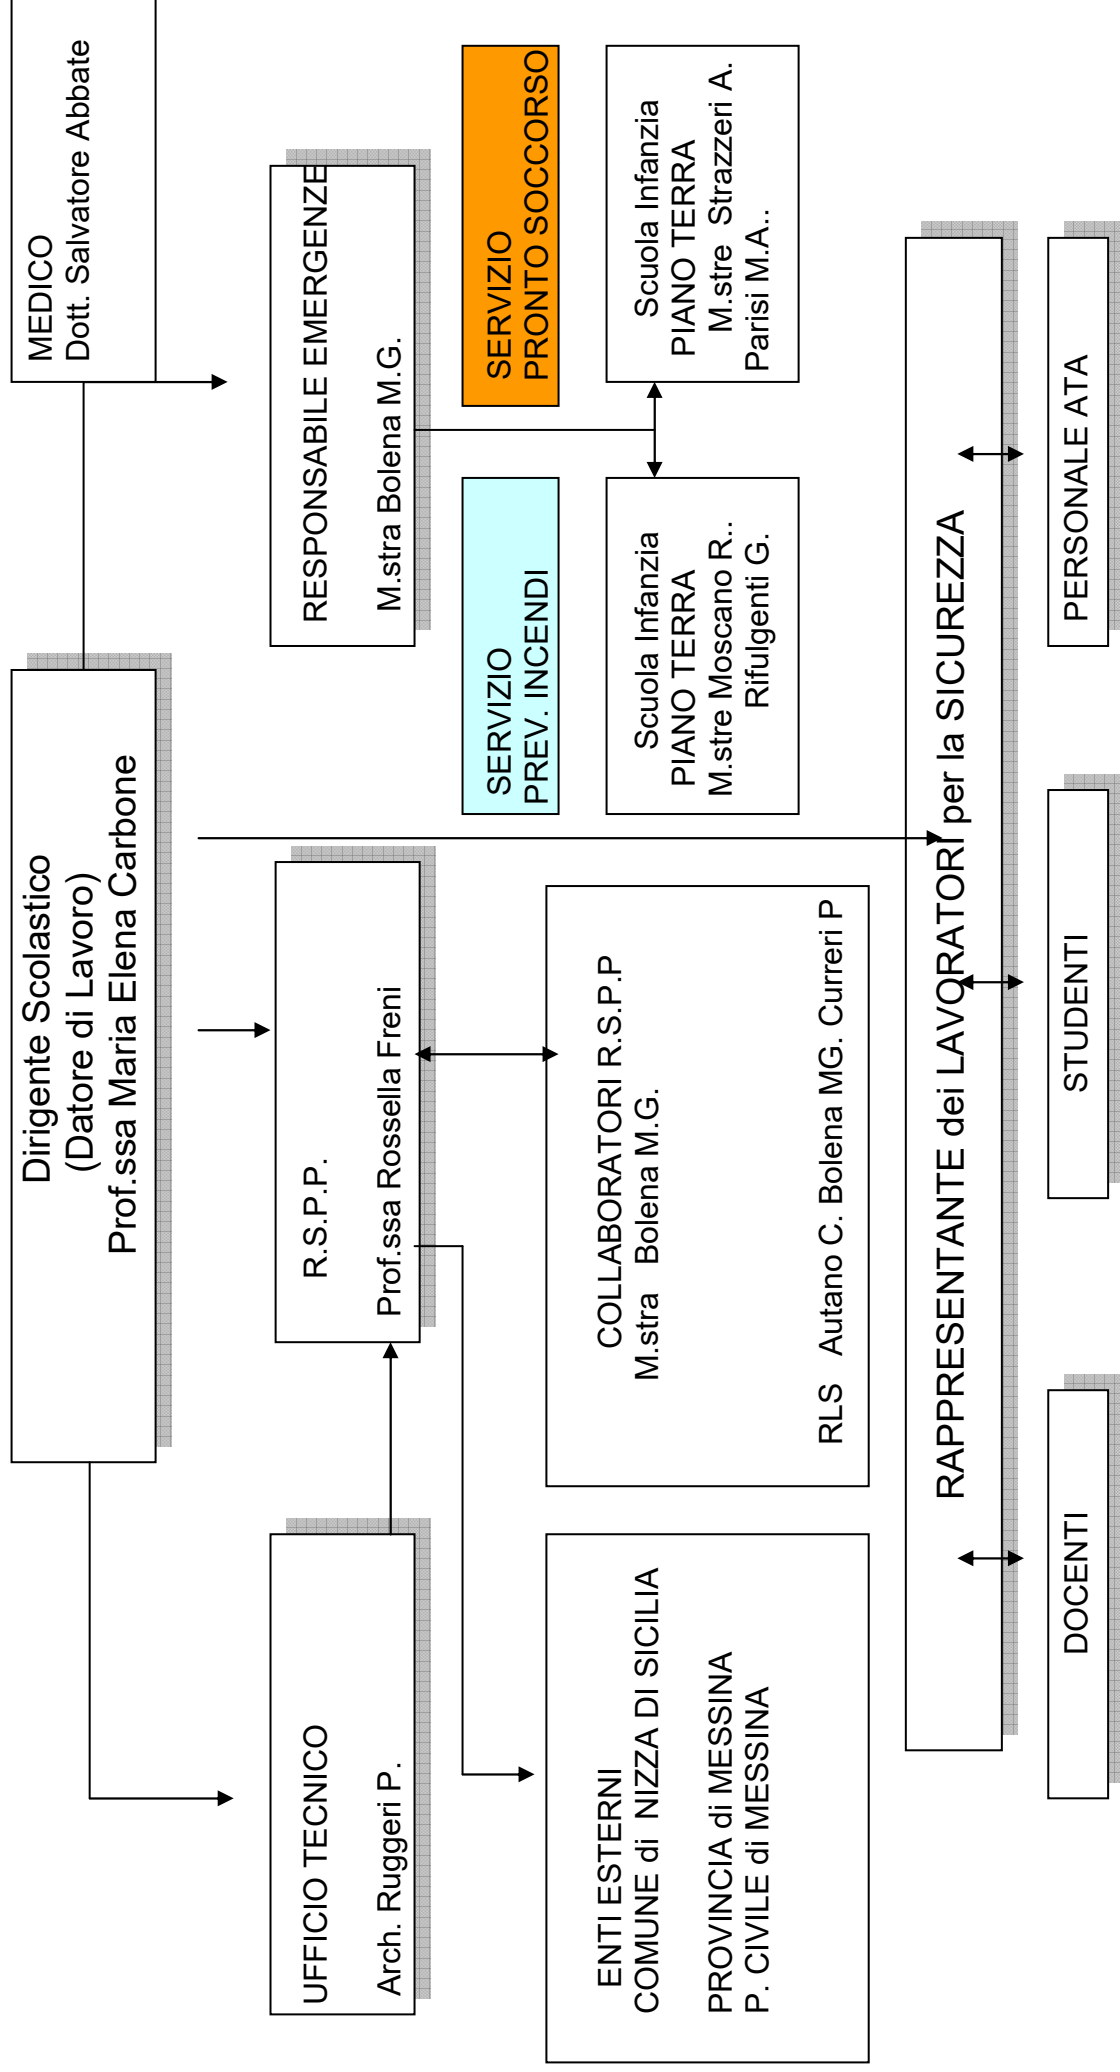 Dirigente Scolastico
(Datore di Lavoro)
Prof.ssa Maria Elena Carbone
MEDICO
Dott. Salvatore Abbate
UFFICIO TECNICO
Arch. Ruggeri P.
R.S.P.P.
Prof.ssa Rossella Freni
RESPONSABILE EMERGENZE
M.stra Bolena M.G.
SERVIZIO
PREV. INCENDI
SERVIZIO
PRONTO SOCCORSO
ENTI ESTERNI
COMUNE di NIZZA DI SICILIA
PROVINCIA di MESSINA
P. CIVILE di MESSINA
COLLABORATORI R.S.P.P
M.stra Bolena M.G.
RLS Autano C. Bolena MG. Curreri P
Scuola Infanzia
PIANO TERRA
M.stre Moscano R..
Rifulgenti G.
Scuola Infanzia
PIANO TERRA
M.stre Strazzeri A.
Parisi M.A..
RAPPRESENTANTE dei LAVORATORI per la SICUREZZA
DOCENTI
STUDENTI
PERSONALE ATA